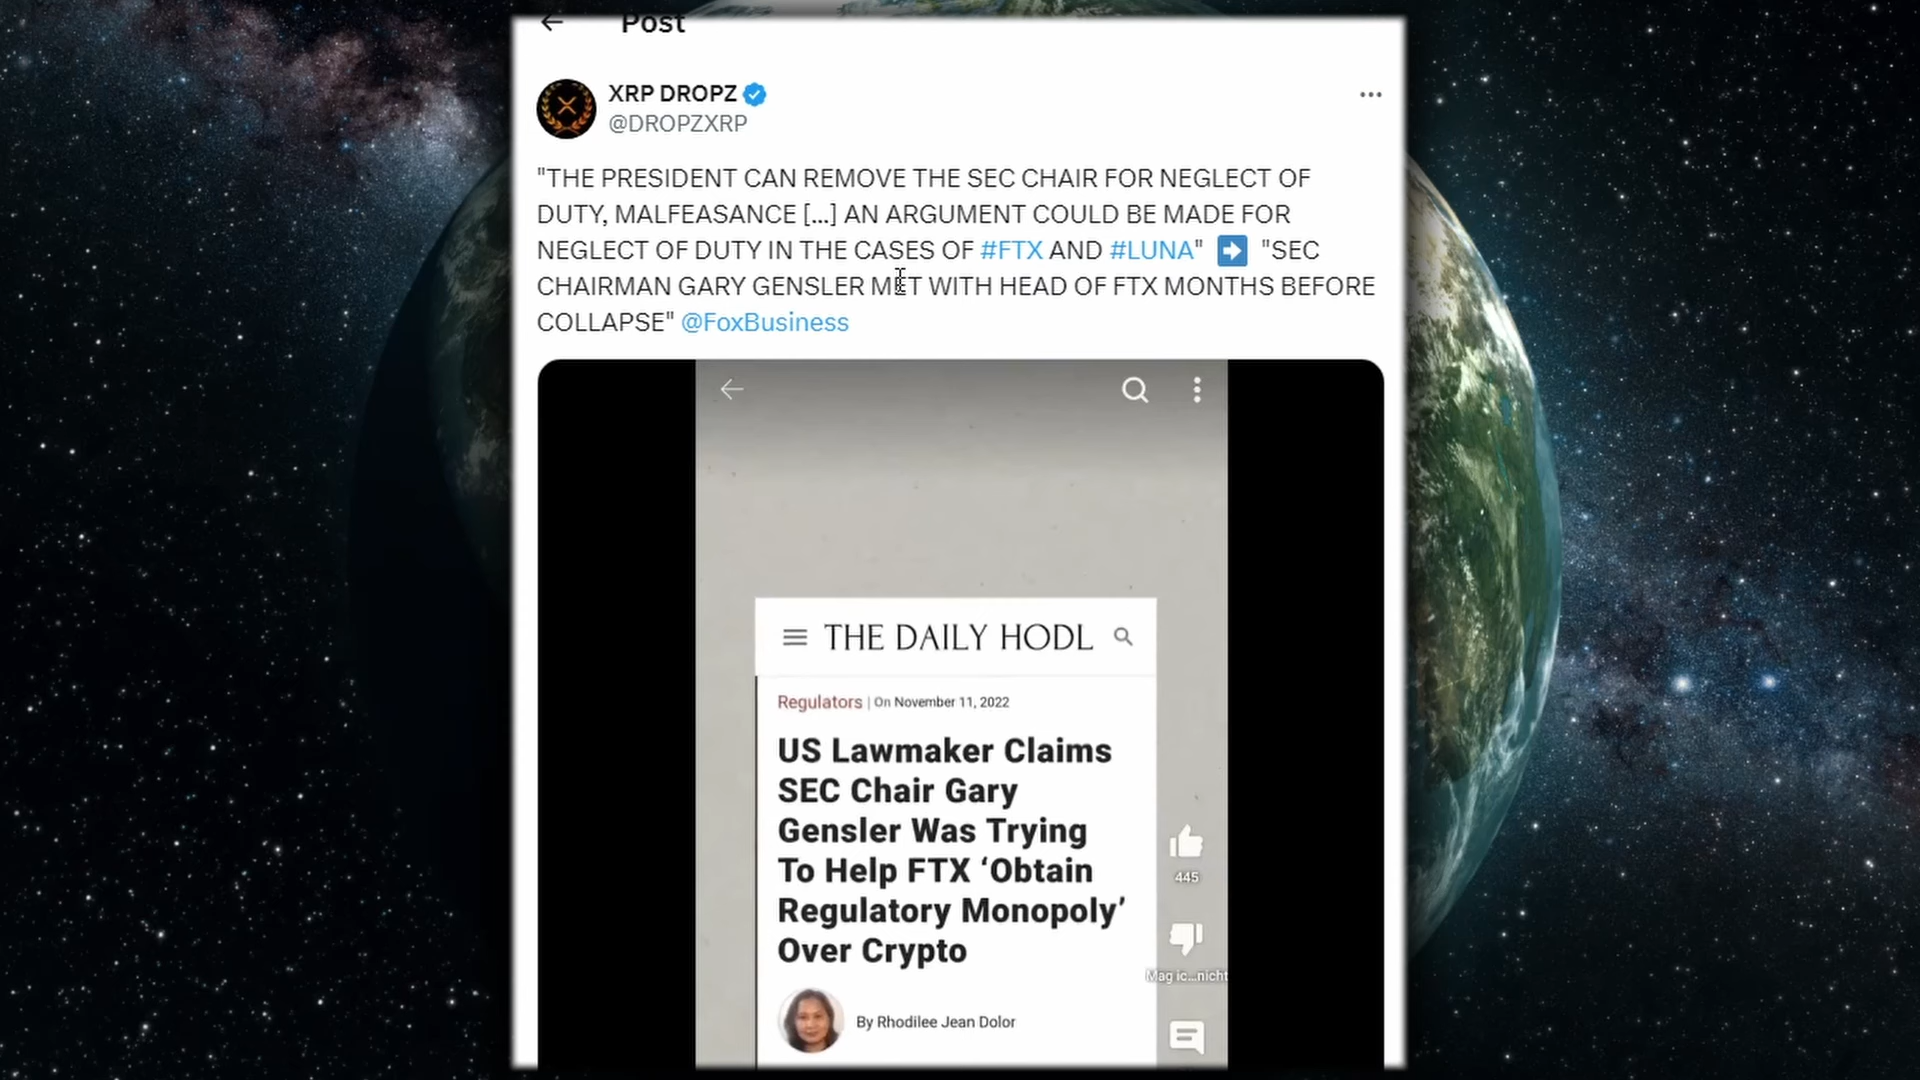 Post
XRP DROPZ
@DROPZXRP
"THE PRESIDENT CAN REMOVE THE SEC CHAIR FOR NEGLECT OF
DUTY, MALFEASANCE [...] AN ARGUMENT COULD BE MADE FOR
NEGLECT OF DUTY IN THE CASES OF #FTX AND #LUNA" ➡ "SEC
CHAIRMAN GARY GENSLER MET WITH HEAD OF FTX MONTHS BEFORE
COLLAPSE" @FoxBusiness
THE DAILY HODL
Regulators | On November 11, 2022
US Lawmaker Claims
SEC Chair Gary
Gensler Was Trying
To Help FTX ‘Obtain
Regulatory Monopoly’
Over Crypto
445
Mag ic...nicht
By Rhodilee Jean Dolor